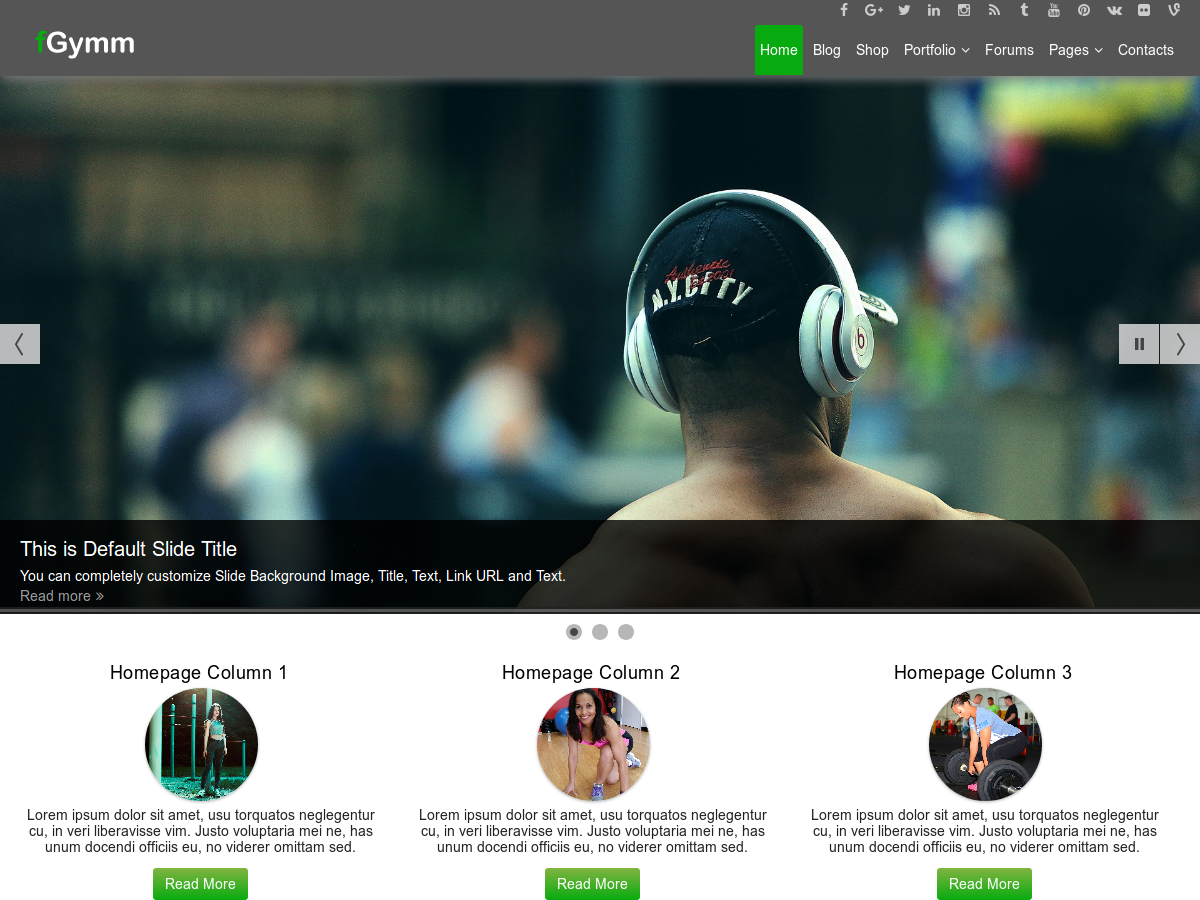 fGymm
Home Blog Shop Portfolio Forums Pages Contacts
Authentic
N.Y.CITY
b
This is Default Slide Title
You can completely customize Slide Background Image, Title, Text, Link URL and Text.
Read more »
Homepage Column 1
Lorem ipsum dolor sit amet, usu torquatos neglegentur
cu, in veri liberavisse vim. Justo voluptaria mei ne, has
unum docendi officiis eu, no viderer omittam sed.
Read More
Homepage Column 2
Lorem ipsum dolor sit amet, usu torquatos neglegentur
cu, in veri liberavisse vim. Justo voluptaria mei ne, has
unum docendi officiis eu, no viderer omittam sed.
Read More
Homepage Column 3
Lorem ipsum dolor sit amet, usu torquatos neglegentur
cu, in veri liberavisse vim. Justo voluptaria mei ne, has
unum docendi officiis eu, no viderer omittam sed.
Read More